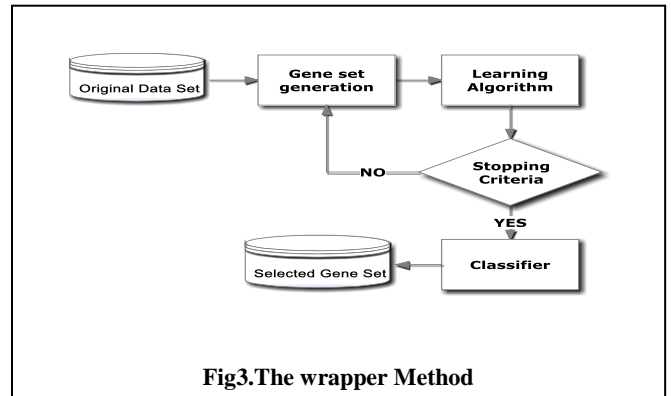 Original Data Set
Gene set
generation
Learning
Algorithm
Stopping
Criteria
NO
YES
Classifier
Selected Gene Set
Fig3.The wrapper Method